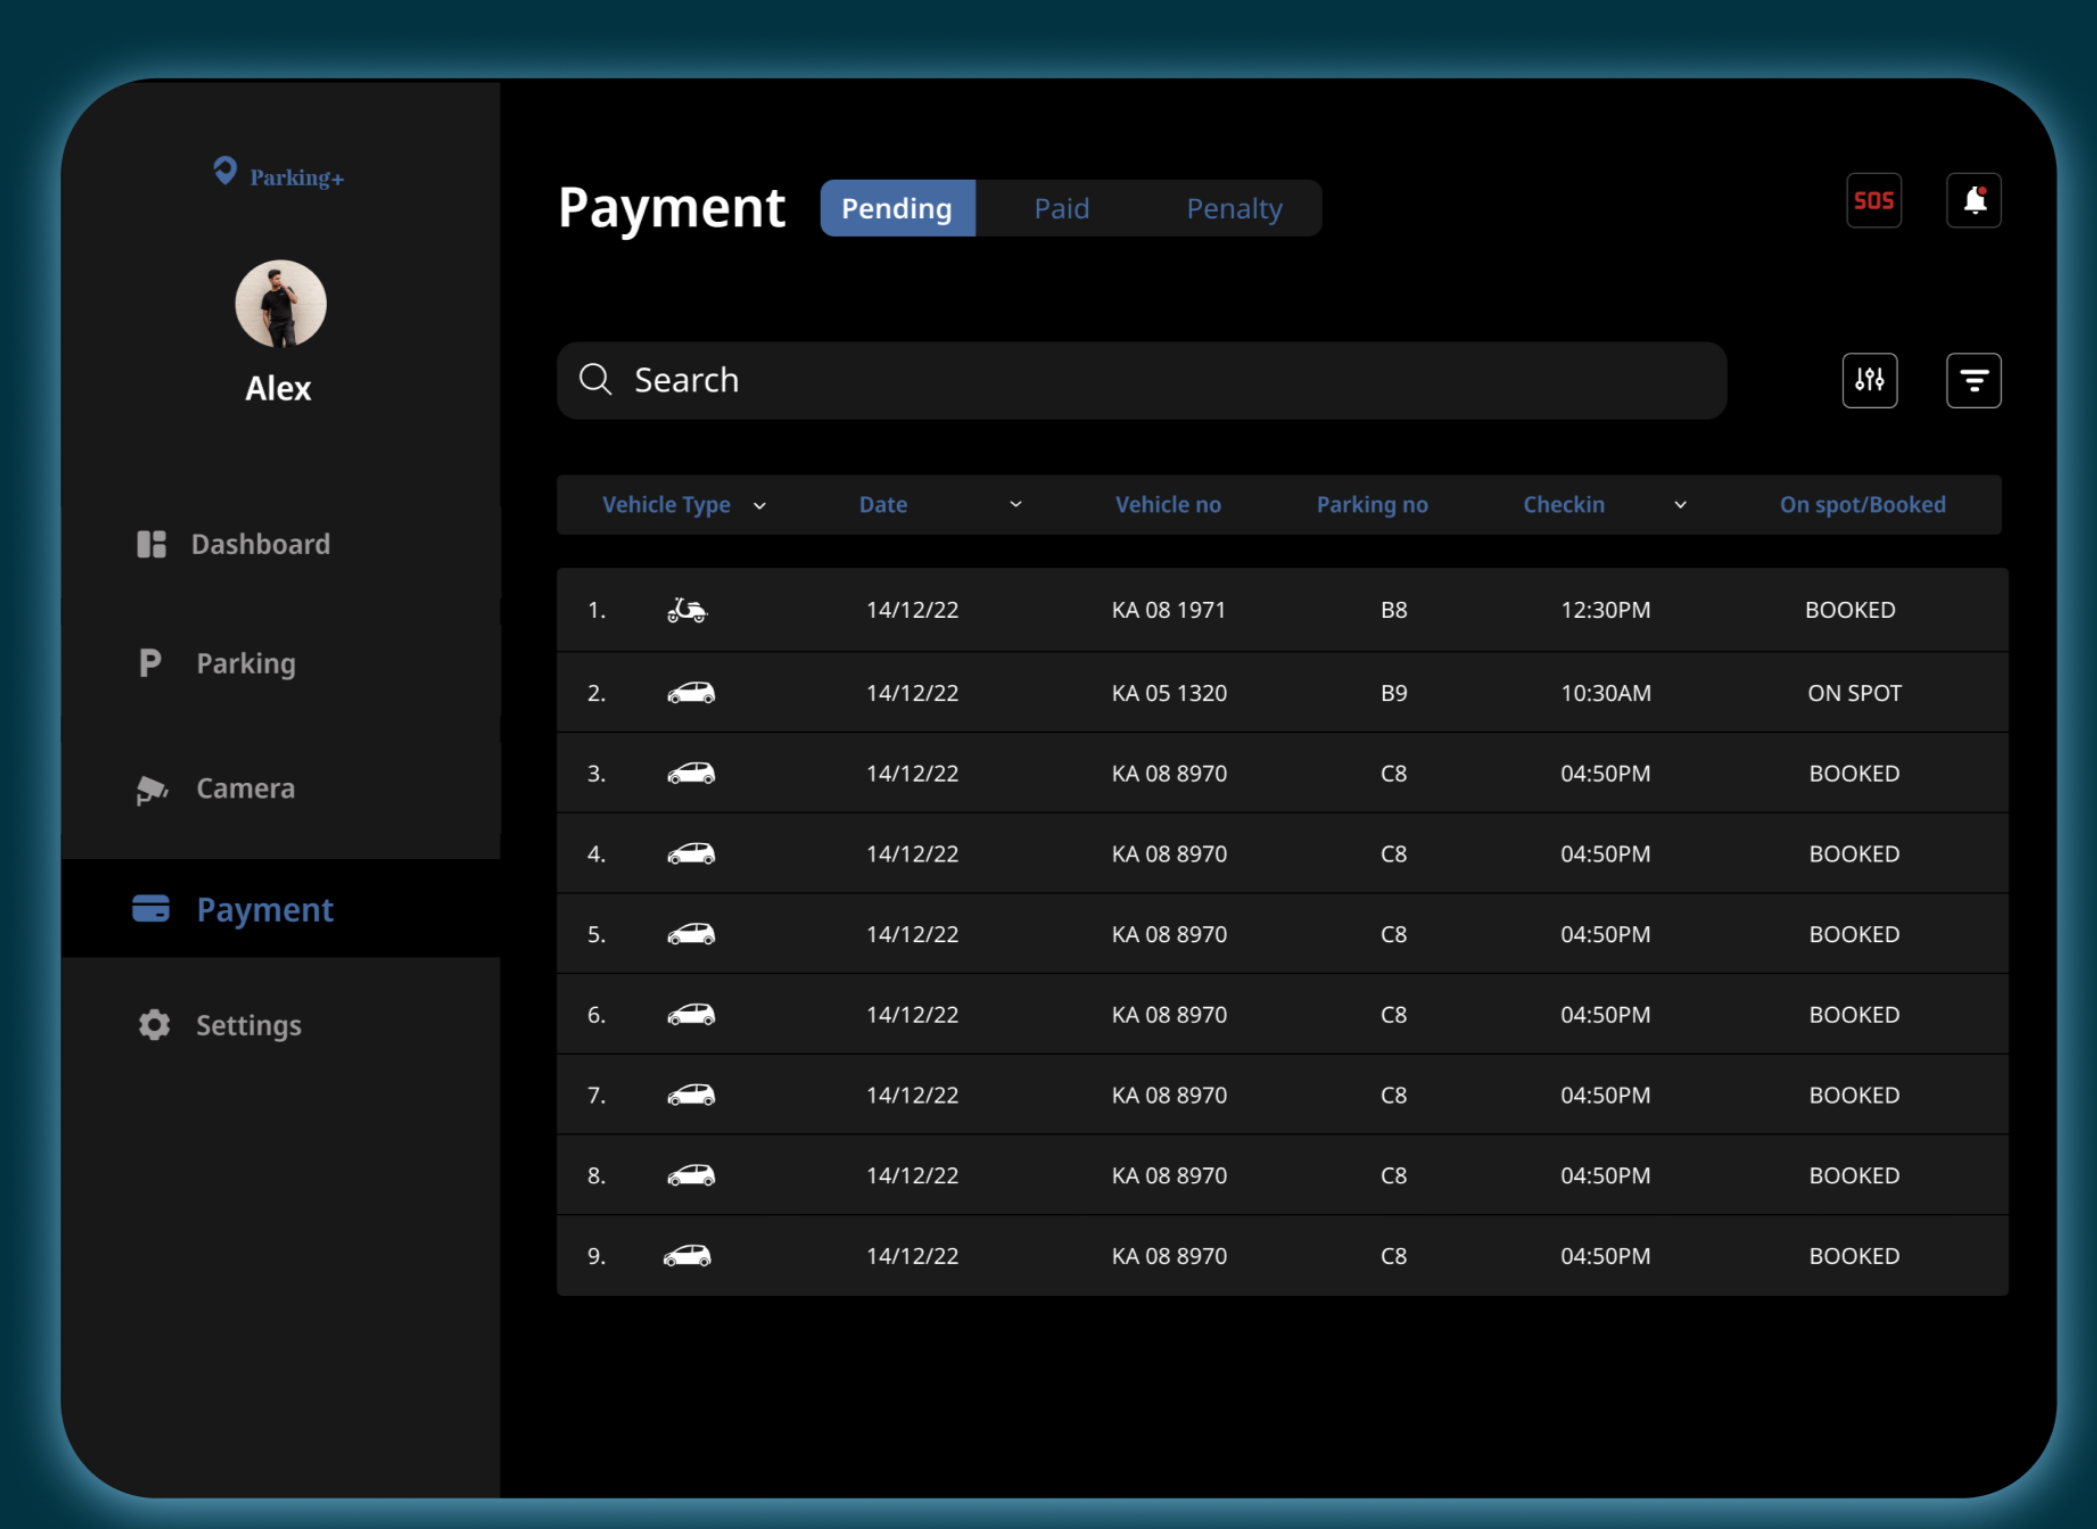 Parking+
Alex
Dashboard
Parking
Camera
Payment
Settings
Payment Pending Paid Penalty SOS
Search
Vehicle Type Date Vehicle no Parking no Checkin On spot/Booked
1. 14/12/22 KA 08 1971 B8 12:30PM BOOKED
2. 14/12/22 KA 05 1320 B9 10:30AM ON SPOT
3. 14/12/22 KA 08 8970 C8 04:50PM BOOKED
4. 14/12/22 KA 08 8970 C8 04:50PM BOOKED
5. 14/12/22 KA 08 8970 C8 04:50PM BOOKED
6. 14/12/22 KA 08 8970 C8 04:50PM BOOKED
7. 14/12/22 KA 08 8970 C8 04:50PM BOOKED
8. 14/12/22 KA 08 8970 C8 04:50PM BOOKED
9. 14/12/22 KA 08 8970 C8 04:50PM BOOKED